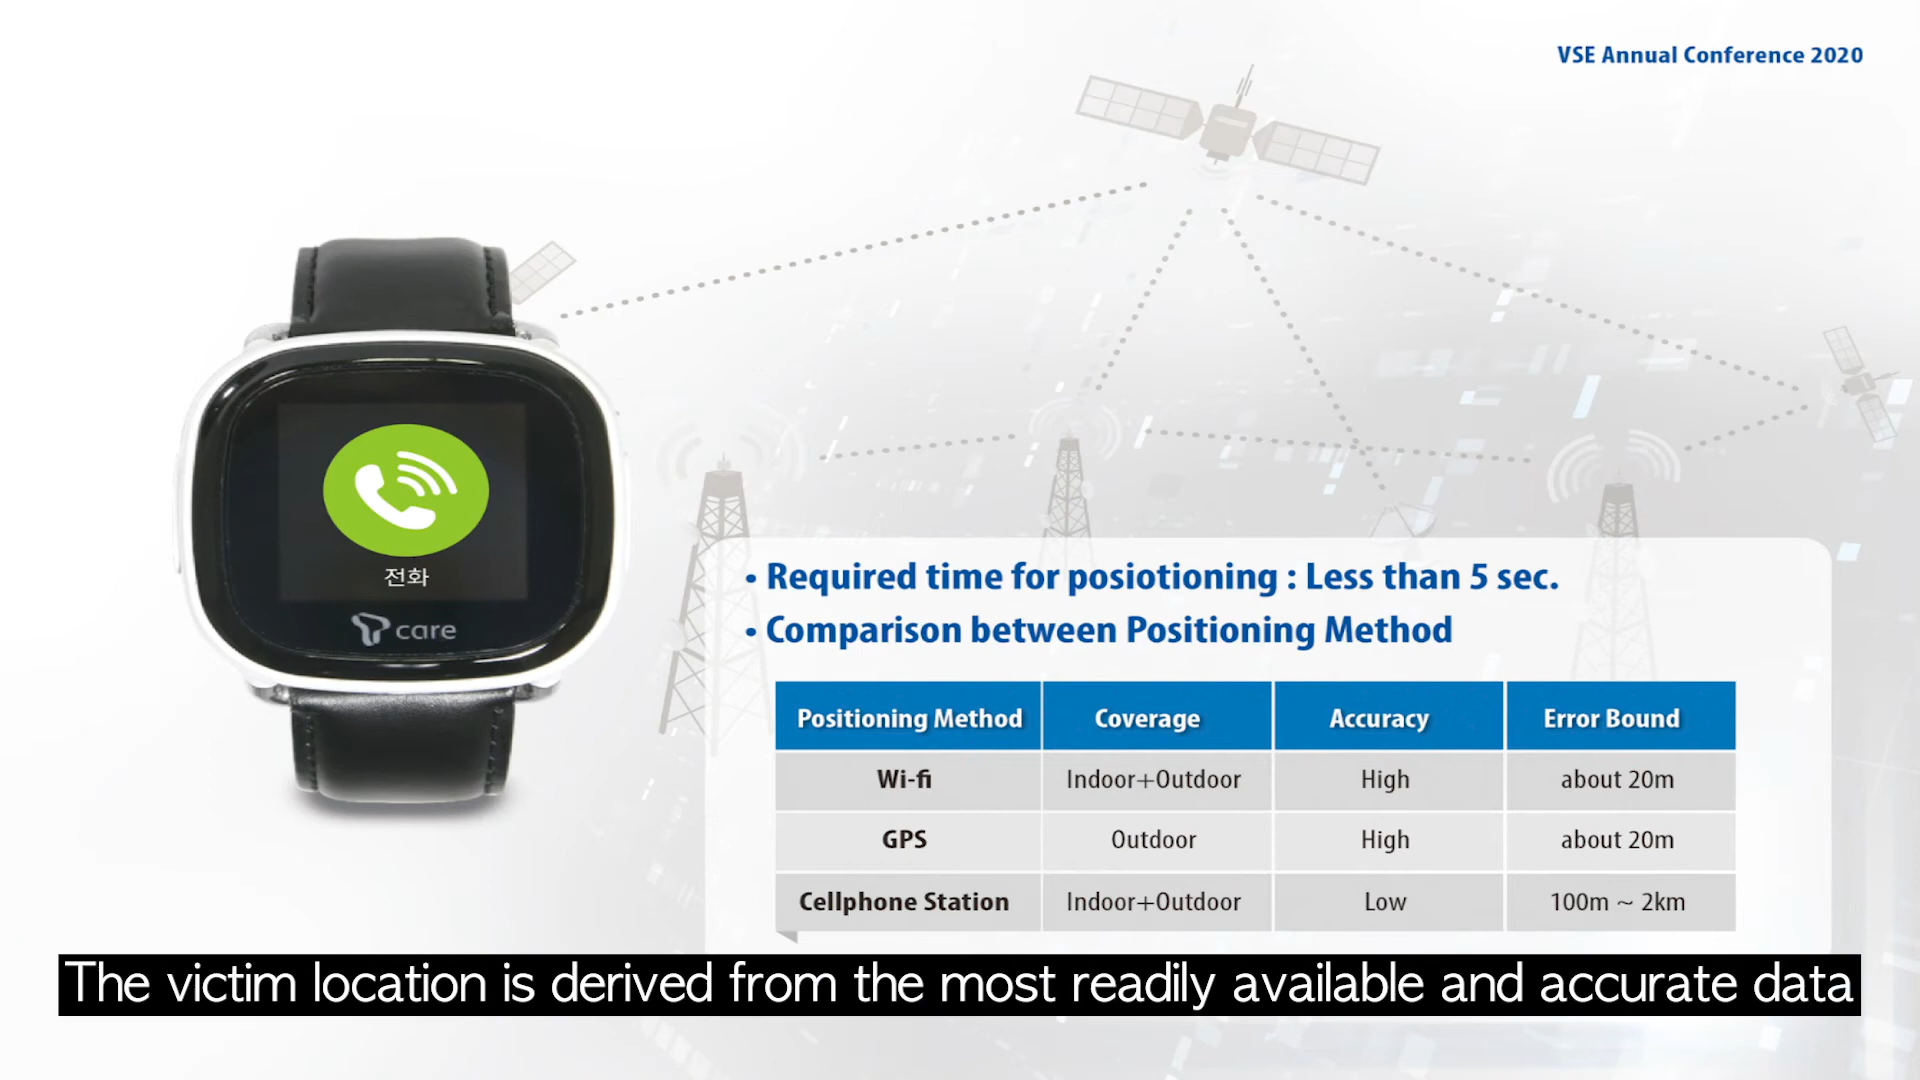 VSE Annual Conference 2020
전화
care
• Required time for posiotioning : Less than 5 sec.
• Comparison between Positioning Method
Positioning Method Coverage Accuracy Error Bound
Wi-fi Indoor+Outdoor High about 20m
GPS Outdoor High about 20m
Cellphone Station Indoor+Outdoor Low 100m ~ 2km
The victim location is derived from the most readily available and accurate data